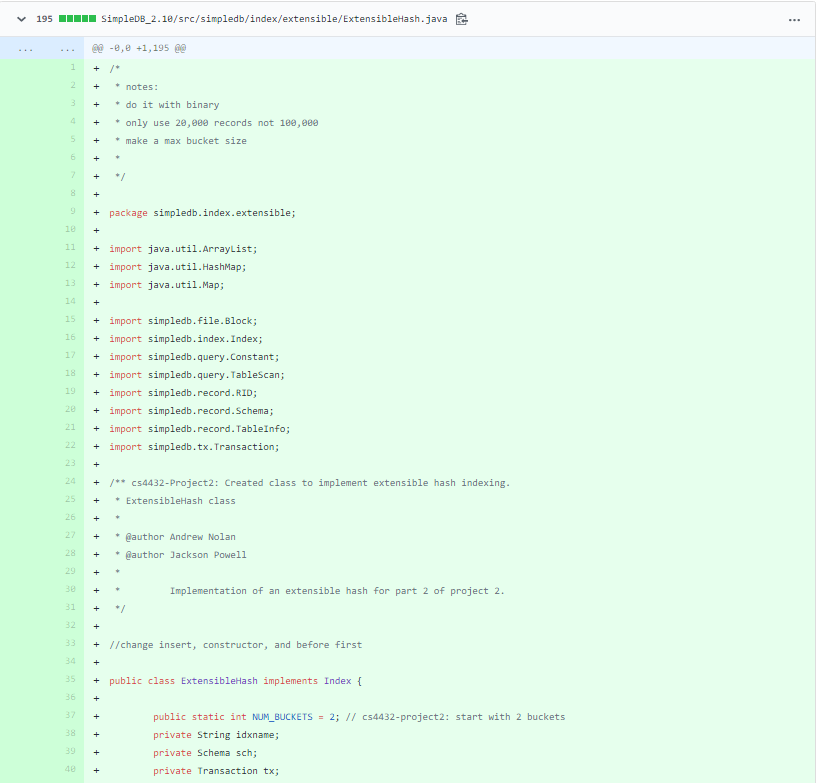 195 SimpleDB_2.10/src/simpledb/index/extensible/ExtensibleHash.java ...
... ... @@ -0,0 +1,195 @@
1 + /*
2 + * notes:
3 + * do it with binary
4 + * only use 20,000 records not 100,000
5 + * make a max bucket size
6 + *
7 + */
8 +
9 + package simpledb.index.extensible;
10 +
11 + import java.util.ArrayList;
12 + import java.util.HashMap;
13 + import java.util.Map;
14 +
15 + import simpledb.file.Block;
16 + import simpledb.index.Index;
17 + import simpledb.query.Constant;
18 + import simpledb.query.TableScan;
19 + import simpledb.record.RID;
20 + import simpledb.record.Schema;
21 + import simpledb.record.TableInfo;
22 + import simpledb.tx.Transaction;
23 +
24 + /** cs4432-Project2: Created class to implement extensible hash indexing.
25 + * ExtensibleHash class
26 + *
27 + * @author Andrew Nolan
28 + * @author Jackson Powell
29 + *
30 + * Implementation of an extensible hash for part 2 of project 2.
31 + */
32 +
33 + //change insert, constructor, and before first
34 +
35 + public class ExtensibleHash implements Index {
36 +
37 + public static int NUM_BUCKETS = 2; // cs4432-project2: start with 2 buckets
38 + private String idxname;
39 + private Schema sch;
40 + private Transaction tx;